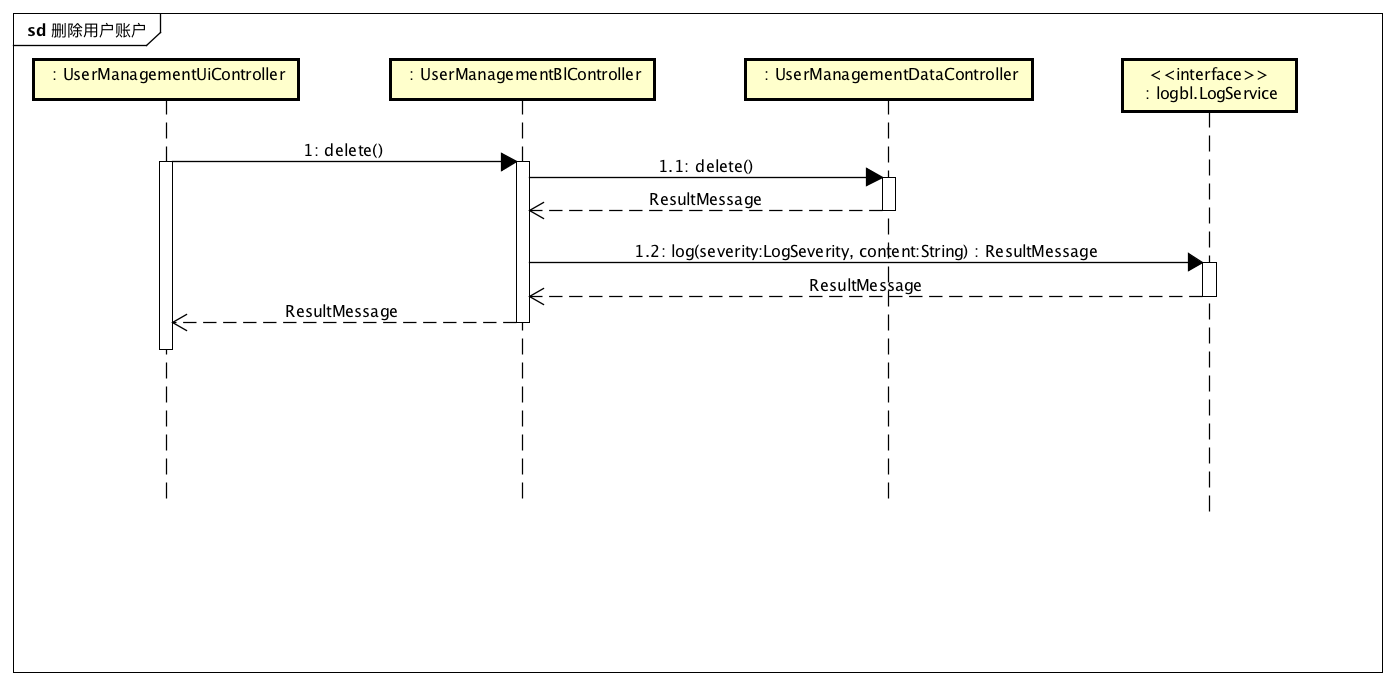 sd 删除用户账户
: UserManagementUiController
: UserManagementBlController
: UserManagementDataController
<<interface>>
: logbl.LogService
1: delete()
1.1: delete()
ResultMessage
1.2: log(severity:LogSeverity, content:String) : ResultMessage
ResultMessage
ResultMessage